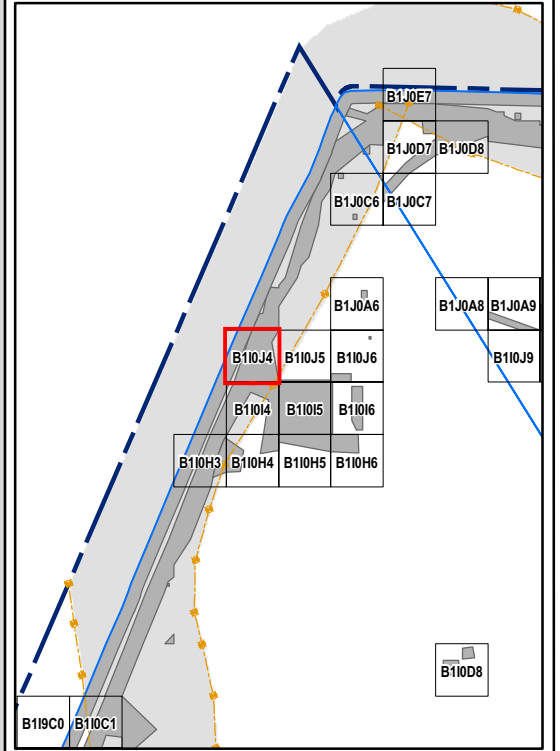 B1J0E7
B1J0D7 B1J0D8
B1J0C6 B1J0C7
B1J0A6 B1J0A8 B1J0A9
B1I0J4 B1I0J5 B1I0J6 B1I0J9
B1I0I4 B1I0I5 B1I0I6
B1I0H3 B1I0H4 B1I0H5 B1I0H6
B1I0D8
B1I9C0 B1I0C1